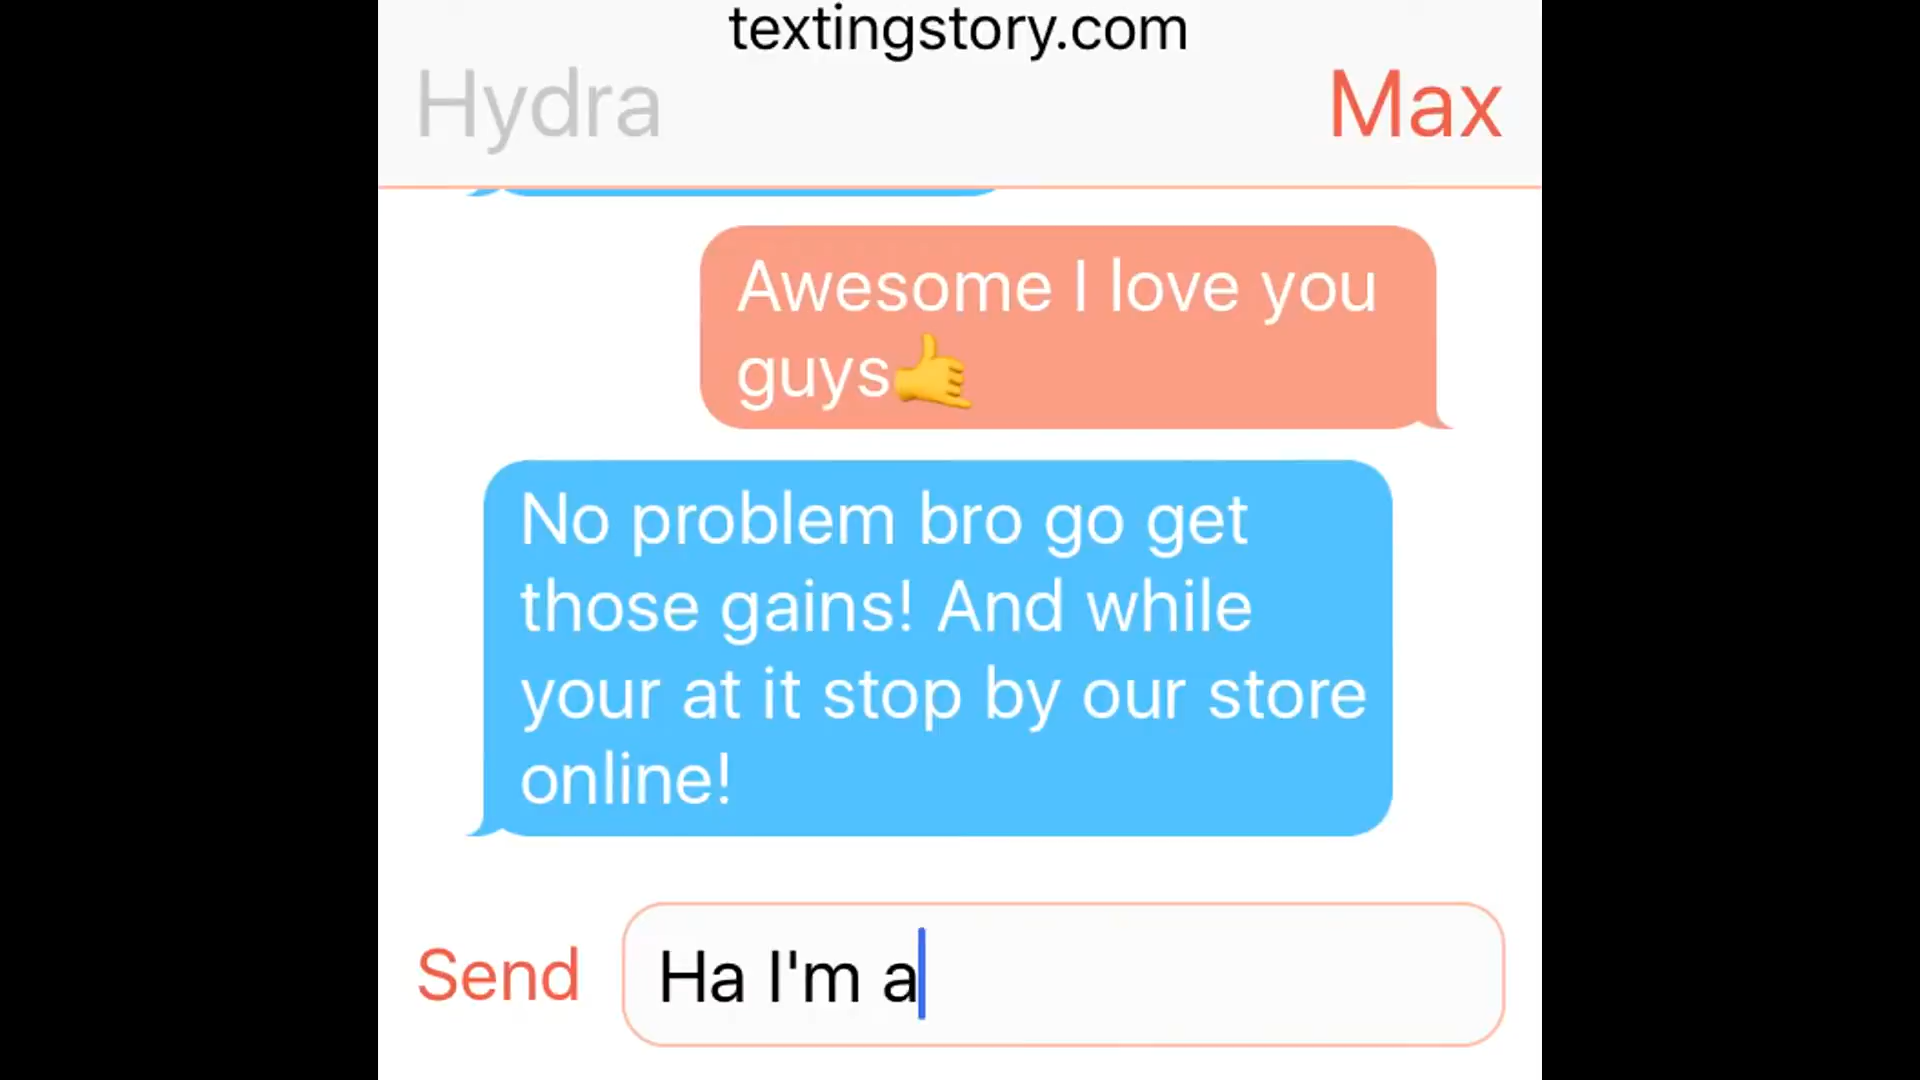 textingstory.com
Hydra
Max
Awesome I love you
guys🤙
No problem bro go get
those gains! And while
your at it stop by our store
online!
Send
Ha I'm a